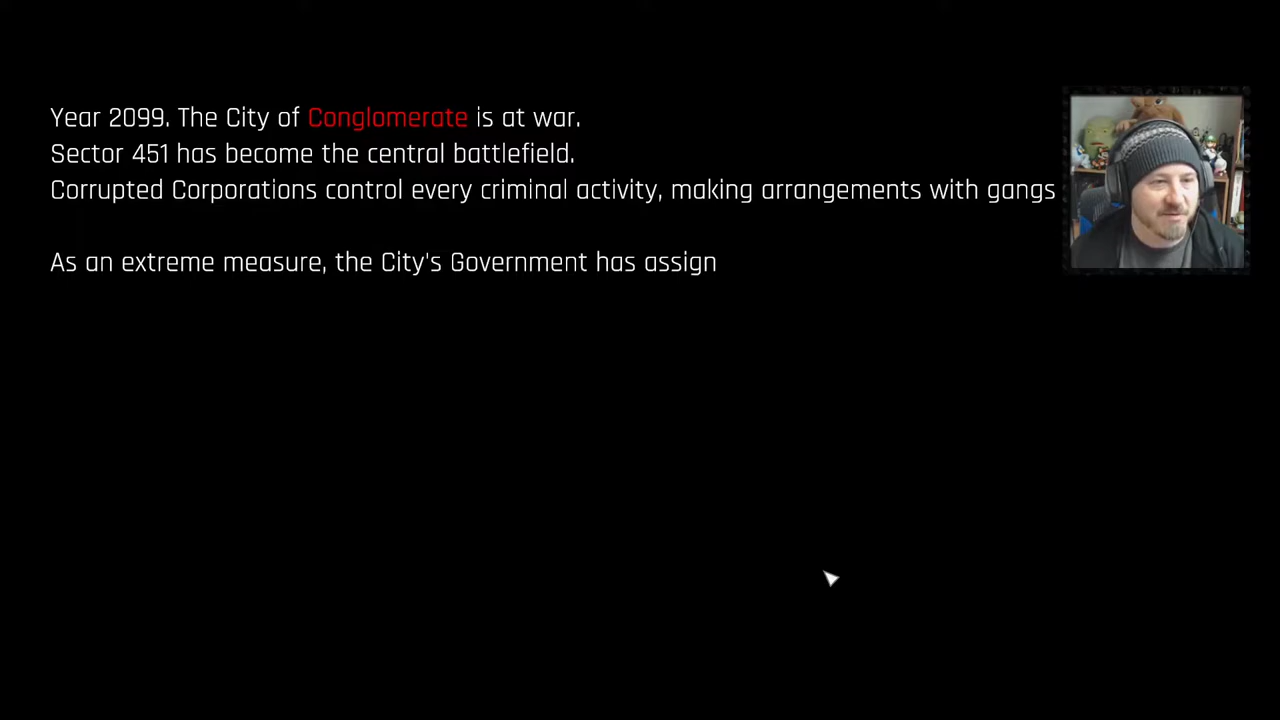 Year 2099. The City of Conglomerate is at war.
Sector 451 has become the central battlefield.
Corrupted Corporations control every criminal activity, making arrangements with gangs
As an extreme measure, the City's Government has assign